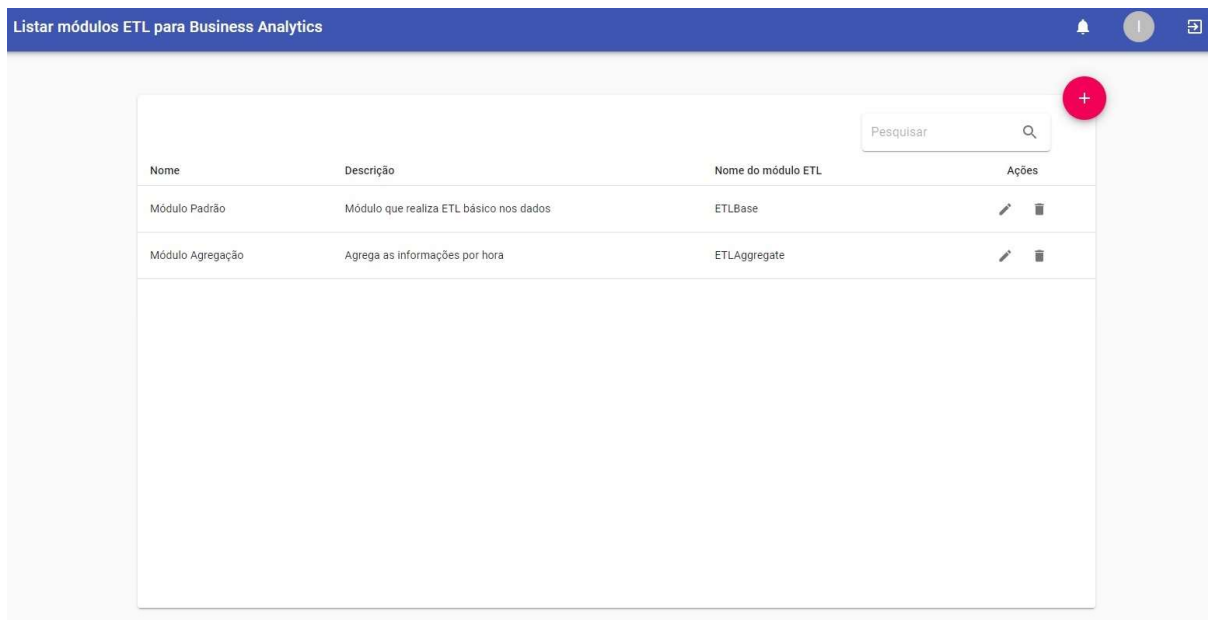 Listar módulos ETL para Business Analytics
I
+
Pesquisar
Nome Descrição Nome do módulo ETL Ações
Módulo Padrão Módulo que realiza ETL básico nos dados ETLBase
Módulo Agregação Agrega as informações por hora ETLAggregate